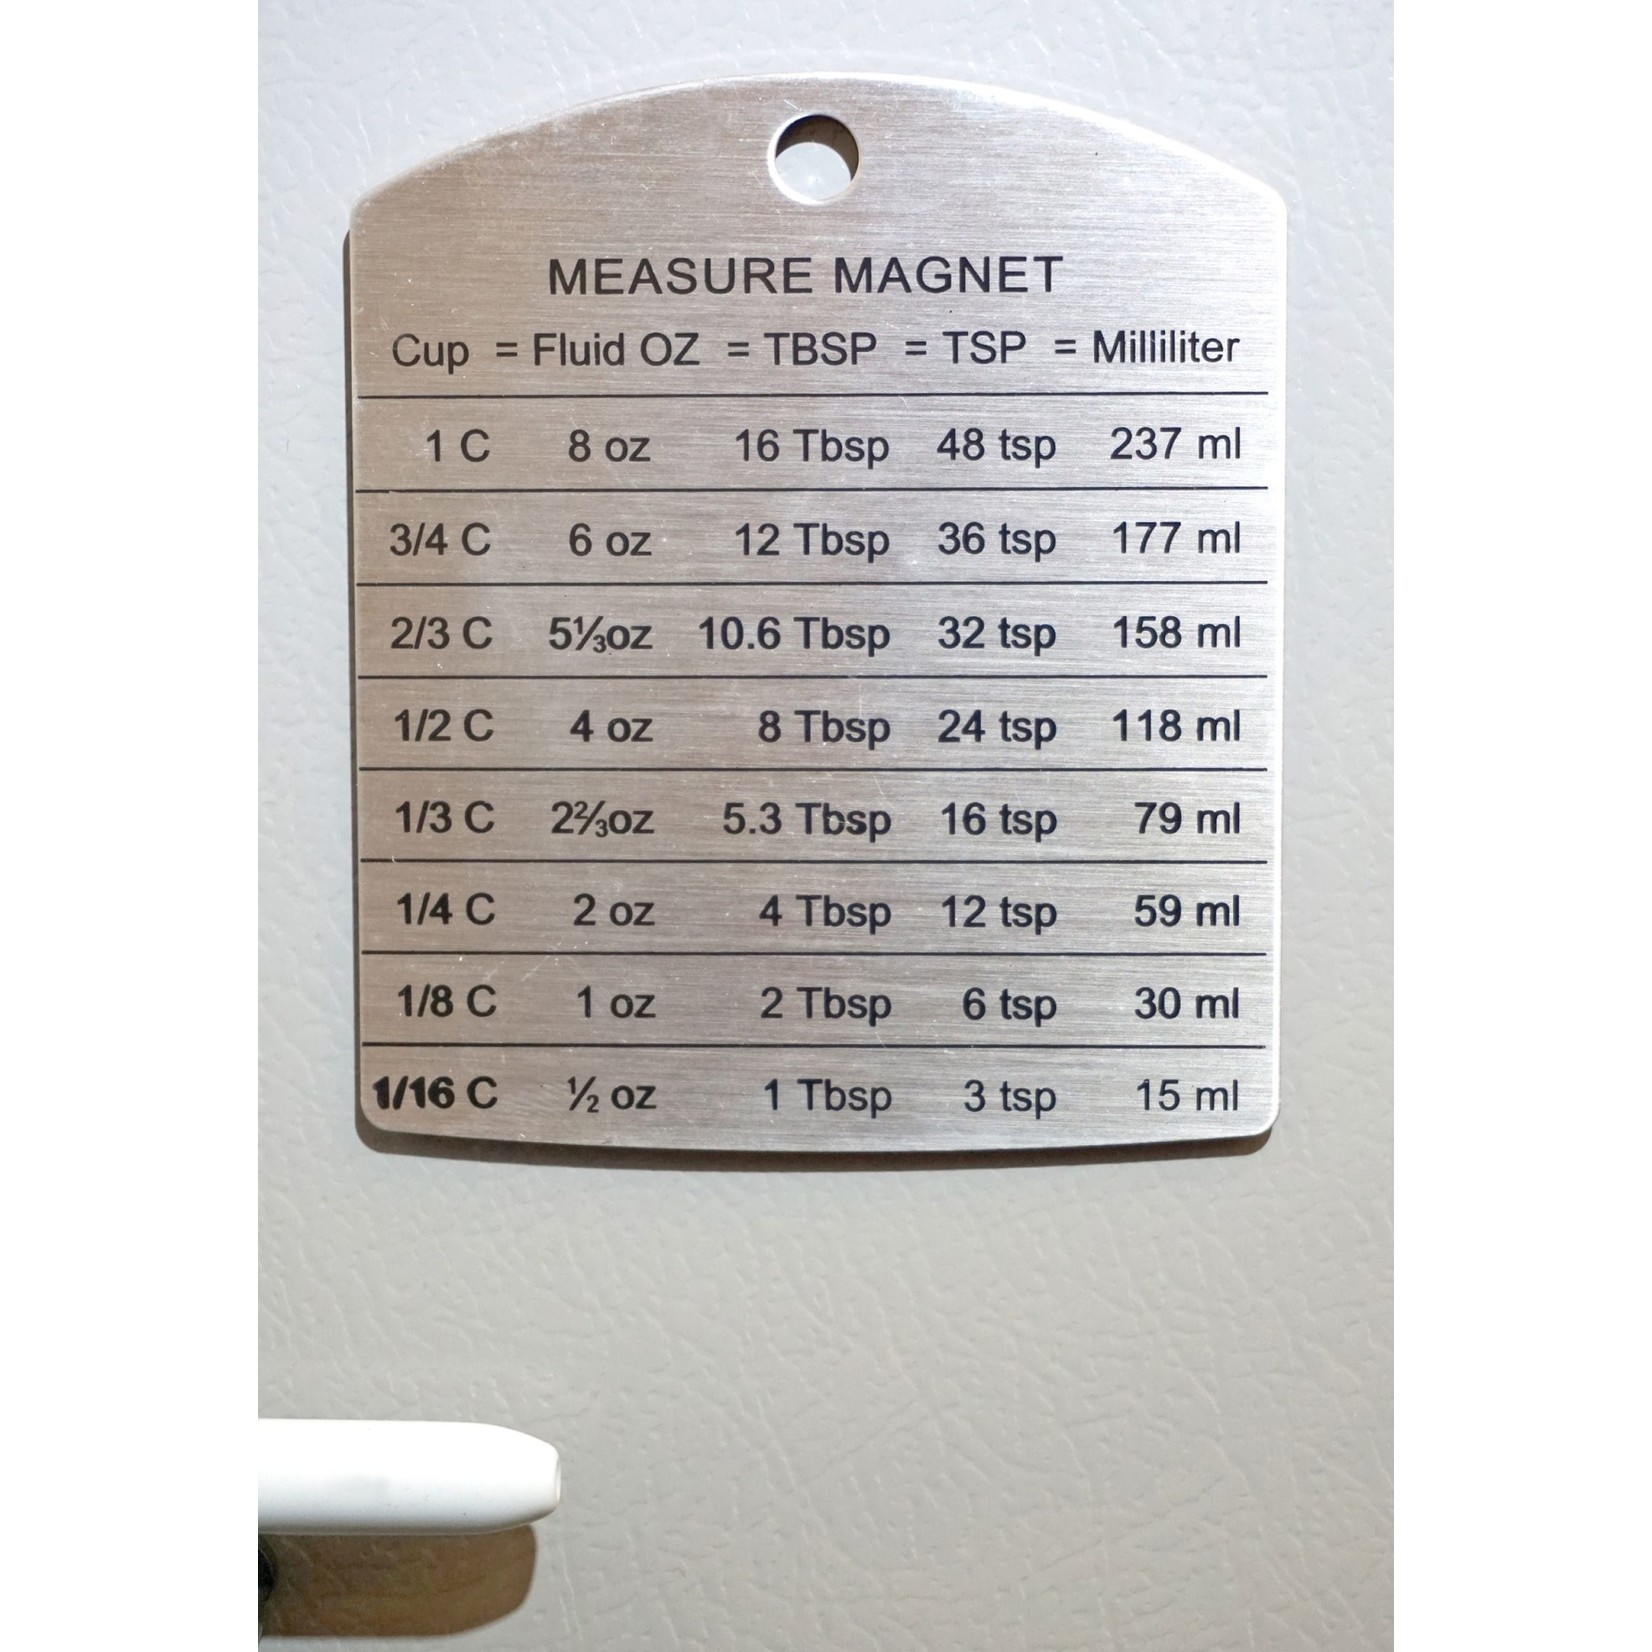 MEASURE MAGNET
Cup = Fluid OZ = TBSP = TSP = Milliliter
1 C 8 oz 16 Tbsp 48 tsp 237 ml
3/4 C 6 oz 12 Tbsp 36 tsp 177 ml
2/3 C 5⅓oz 10.6 Tbsp 32 tsp 158 ml
1/2 C 4 oz 8 Tbsp 24 tsp 118 ml
1/3 C 2⅔oz 5.3 Tbsp 16 tsp 79 ml
1/4 C 2 oz 4 Tbsp 12 tsp 59 ml
1/8 C 1 oz 2 Tbsp 6 tsp 30 ml
1/16 C ½ oz 1 Tbsp 3 tsp 15 ml